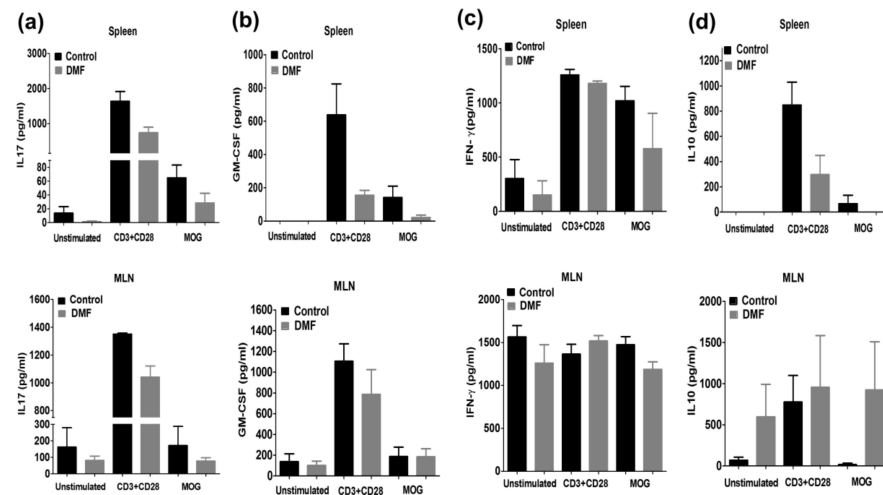 (a)
Spleen
Control
DMF
IL17 (pg/ml)
3000
2000
1000
80
60
40
20
0
Unstimulated CD3+CD28 MOG
(b)
Spleen
Control
DMF
GM-CSF (pg/ml)
1000
800
600
400
200
0
Unstimulated CD3+CD28 MOG
(c)
Spleen
Control
DMF
IFN- γ (pg/ml)
1500
1000
500
0
Unstimulated CD3+CD28 MOG
(d)
Spleen
Control
DMF
IL10 (pg/ml)
1000
800
600
400
200
0
Unstimulated CD3+CD28 MOG
MLN
Control
DMF
IL17 (pg/ml)
1600
1400
1200
1000
800
300
200
100
0
Unstimulated CD3+CD28 MOG
MLN
Control
DMF
GM-CSF (pg/ml)
1600
1400
1200
1000
800
600
400
200
0
Unstimulated CD3+CD28 MOG
MLN
Control
DMF
IFN-γ (pg/ml)
2000
1500
1000
500
0
Unstimulated CD3+CD28 MOG
MLN
Control
DMF
IL10 (pg/ml)
2000
1500
1000
500
0
Unstimulated CD3+CD28 MOG